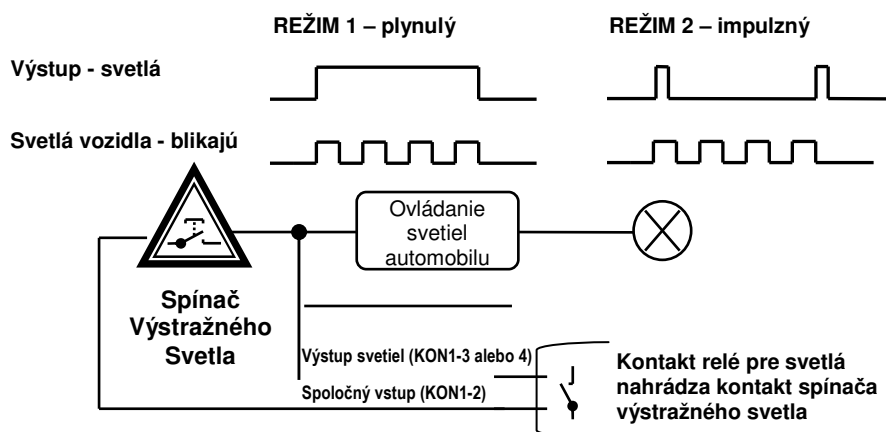 REŽIM 1 – plynulý
REŽIM 2 – impulzný
Výstup - svetlá
Svetlá vozidla - blikajú
Ovládanie
svetiel
automobilu
Spínač
Výstražného
Svetla
Výstup svetiel (KON1-3 alebo 4)
Spoločný vstup (KON1-2)
Kontakt relé pre svetlá
nahrádza kontakt spínača
výstražného svetla